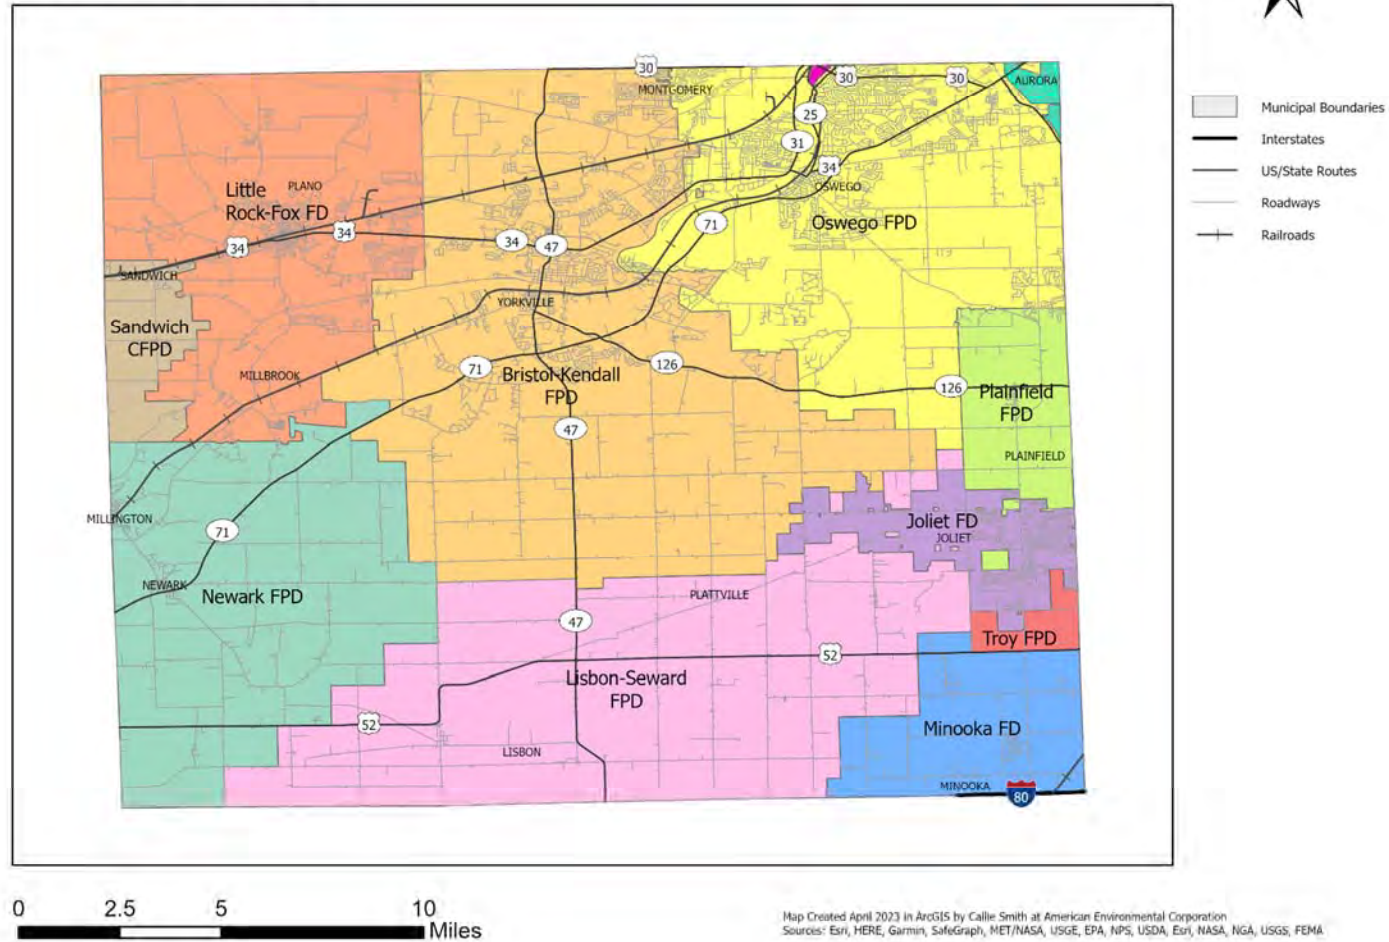 30
30
30
AURORA
MONTGOMERY
25
31
34
OSWEGO
Little
Rock-Fox FD
PLANO
71
Oswego FPD
34
34
34
47
SANDWICH
YORKVILLE
Sandwich
CFPD
MILLBROOK
71
126
Bristol-Kendall
FPD
126
Plainfield
FPD
47
PLAINFIELD
MILLINGTON
71
Joliet FD
JOLIET
NEWARK
Newark FPD
PLATTVILLE
47
Troy FPD
52
Lisbon-Seward
FPD
52
Minooka FD
LISBON
MINOOKA
80
Municipal Boundaries
Interstates
US/State Routes
Roadways
Railroads
0 2.5 5 10
Miles
Map Created April 2023 in ArcGIS by Callie Smith at American Environmental Corporation
Sources: Esri, HERE, Garmin, SafeGraph, MET/NASA, USGE, EPA, NPS, USDA, Esri, NASA, NGA, USGS, FEMA